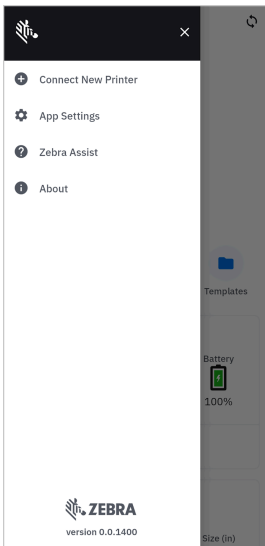 Connect New Printer
App Settings
Zebra Assist
About
Templates
Battery
100%
ZEBRA
version 0.0.1400
Size (in)